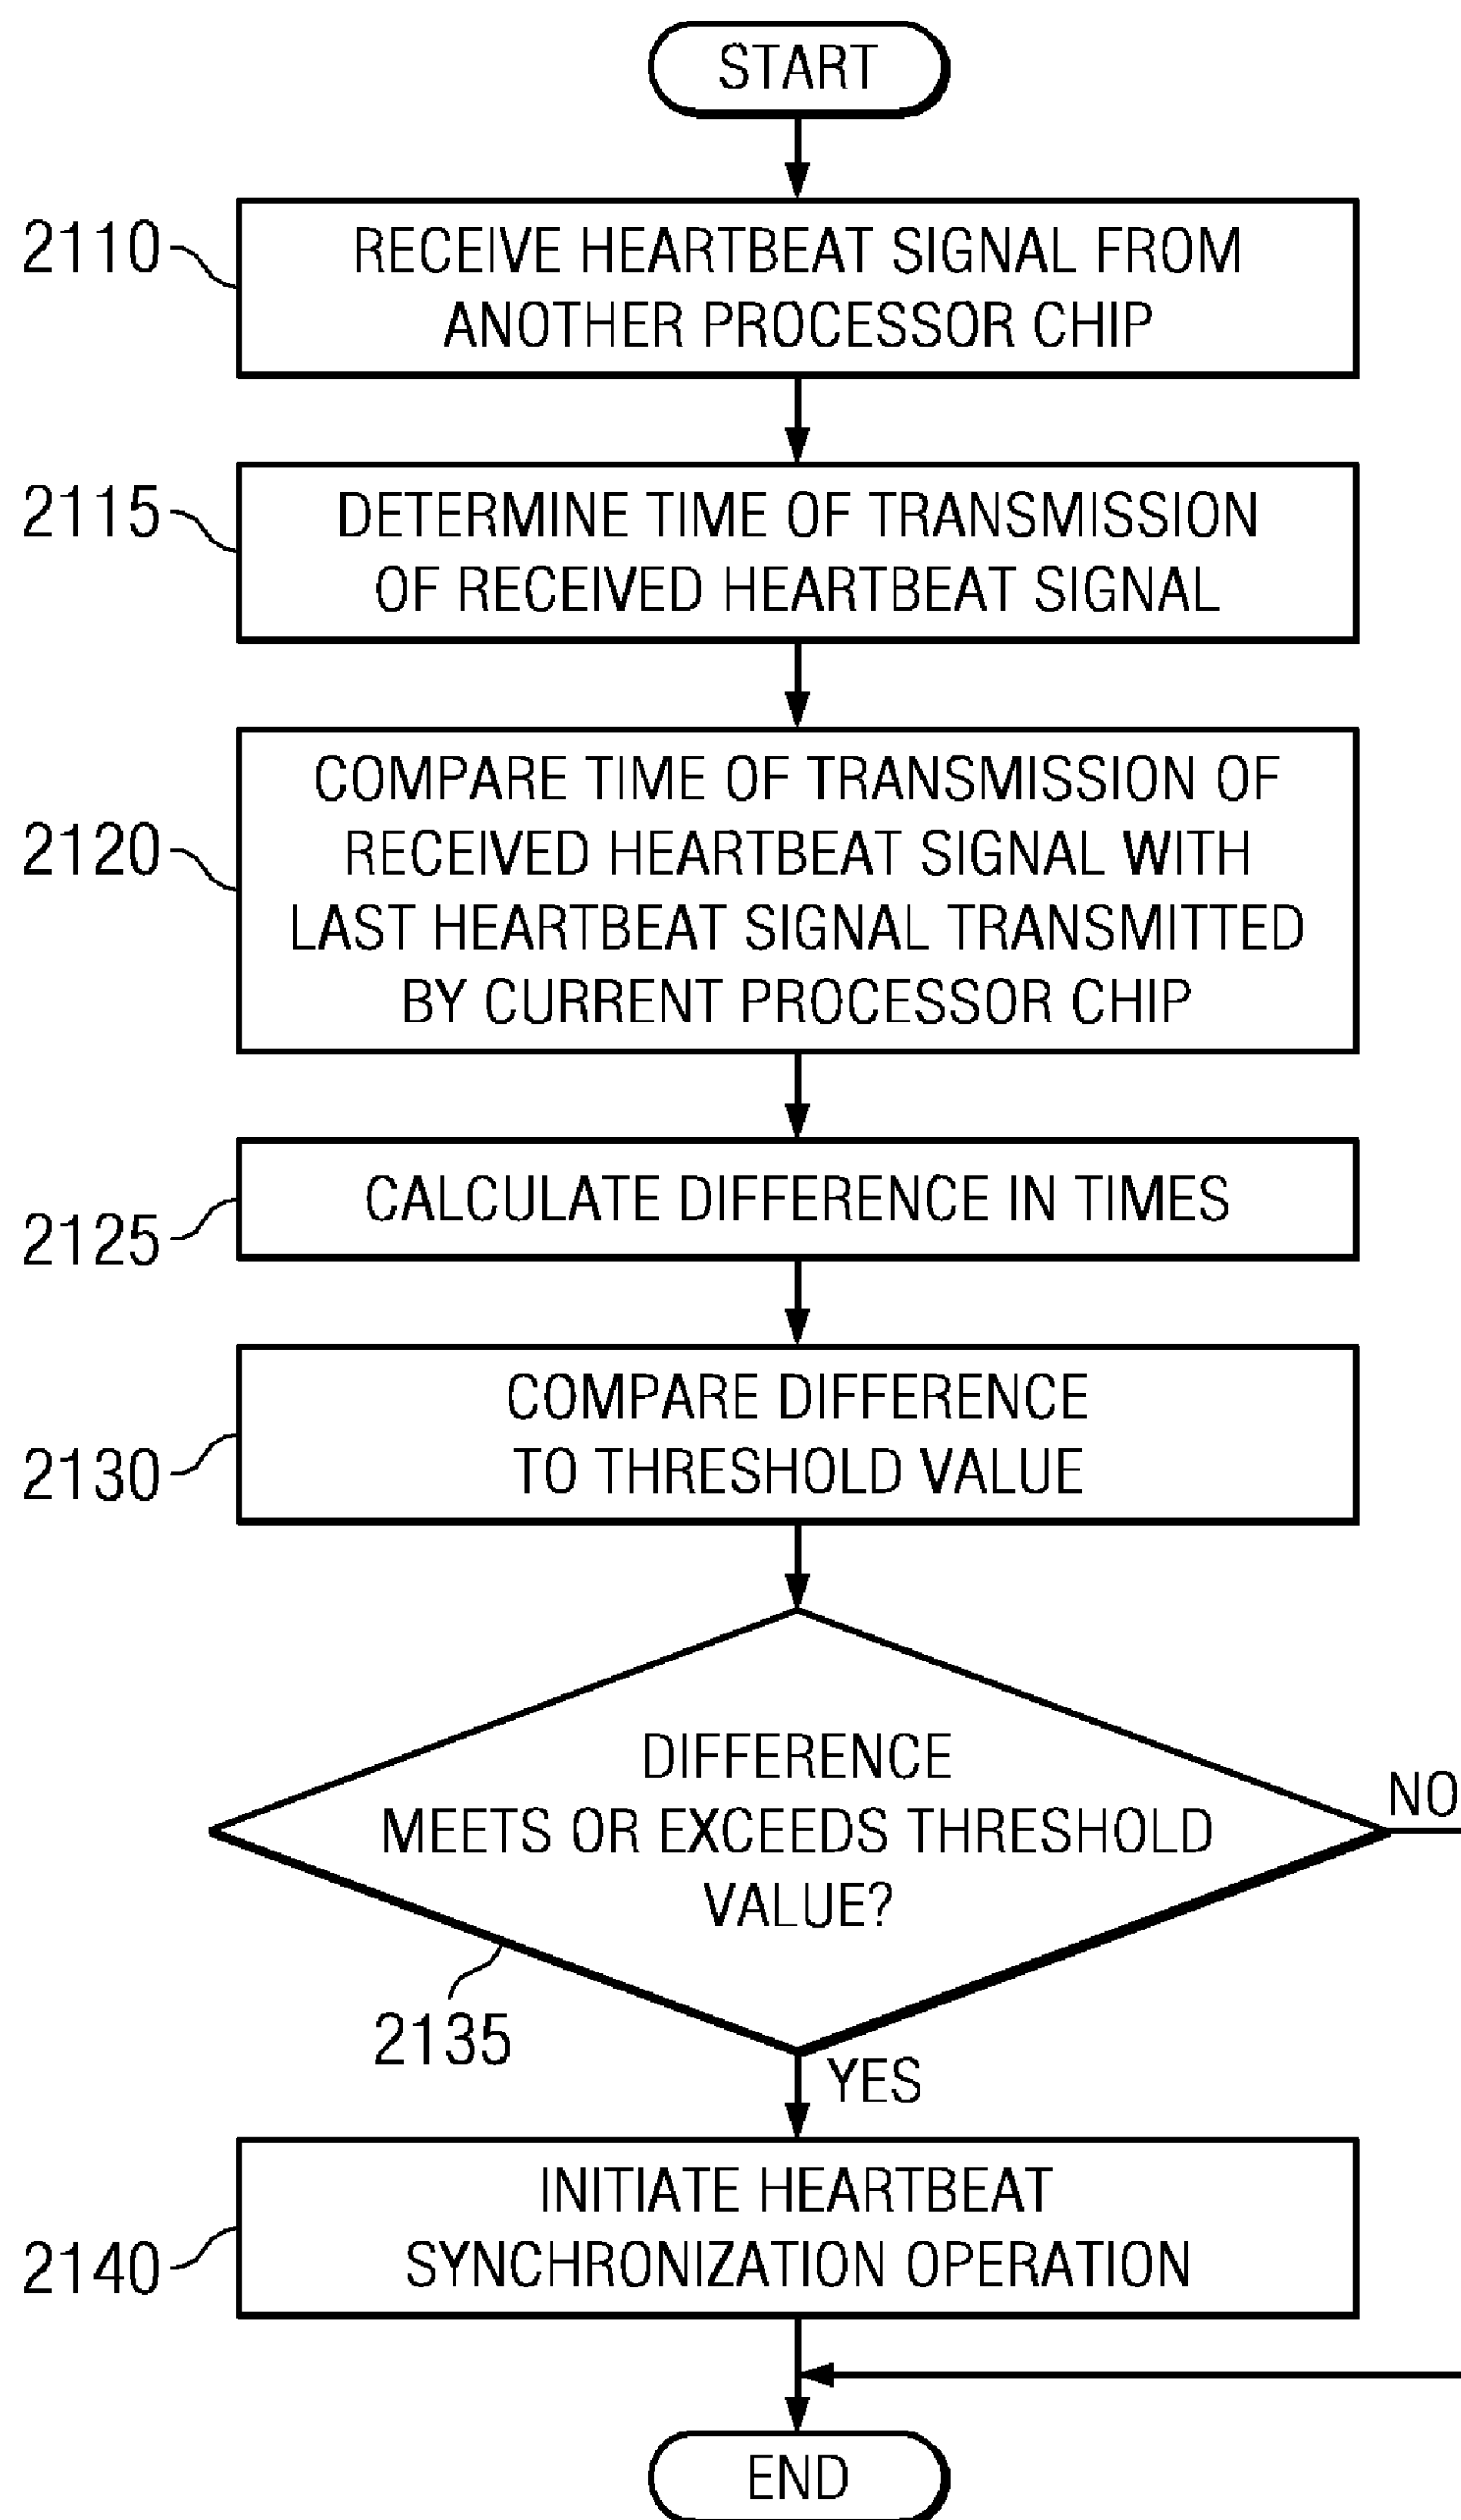 START
2110
RECEIVE HEARTBEAT SIGNAL FROM
ANOTHER PROCESSOR CHIP
2115
DETERMINE TIME OF TRANSMISSION
OF RECEIVED HEARTBEAT SIGNAL
2120
COMPARE TIME OF TRANSMISSION OF
RECEIVED HEARTBEAT SIGNAL WITH
LAST HEARTBEAT SIGNAL TRANSMITTED
BY CURRENT PROCESSOR CHIP
2125
CALCULATE DIFFERENCE IN TIMES
2130
COMPARE DIFFERENCE
TO THRESHOLD VALUE
DIFFERENCE
MEETS OR EXCEEDS THRESHOLD
VALUE?
NO
2135
YES
2140
INITIATE HEARTBEAT
SYNCHRONIZATION OPERATION
END